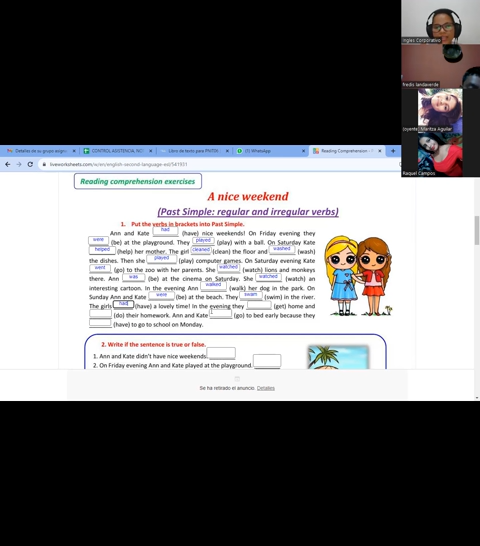 Ingles Corporativo
fredis landaverde
(oyente) Maritza Aguilar
Raquel Campos
Detalles de su grupo asign
CONTROL ASISTENCIA, NO
Libro de texto para
WhatsApp
Reading Comprehension
liveworksheets.com/w/en/english-second-language-esl/541931
Reading comprehension exercises
A nice weekend
(Past Simple: regular and irregular verbs)
1. Put the verbs in brackets into Past Simple.
Ann and Kate had (have) nice weekends! On Friday evening they
were (be) at the playground. They played (play) with a ball. On Saturday Kate
helped (help) her mother. The girl cleaned (clean) the floor and washed (wash)
the dishes. Then she played (play) computer games. On Saturday evening Kate
went (go) to the zoo with her parents. She watched (watch) lions and monkeys
there. Ann was (be) at the cinema on Saturday. She watched (watch) an
interesting cartoon. In the evening Ann walked (walk) her dog in the park. On
Sunday Ann and Kate were (be) at the beach. They swam (swim) in the river.
The girls had (have) a lovely time! In the evening they (get) home and
(do) their homework. Ann and Kate (go) to bed early because they
(have) to go to school on Monday.
2. Write if the sentence is true or false.
1. Ann and Kate didn't have nice weekends.
2. On Friday evening Ann and Kate played at the playground.
Se ha retirado el anuncio. Detalles